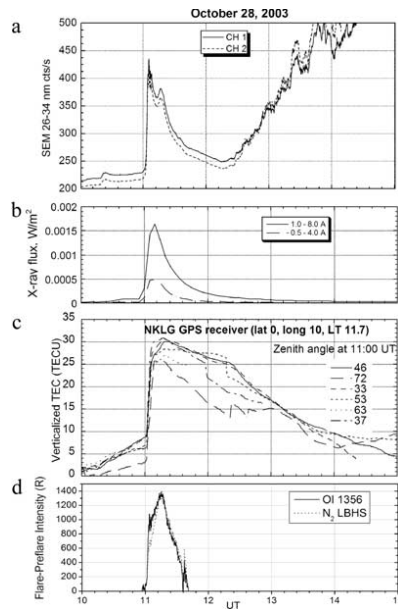 October 28, 2003
a
SEM 26-34 nm cts/s
500
450
400
350
300
250
200
CH 1
CH 2
b
X-ray flux. W/m²
0.002
0.0015
0.001
0.0005
0
1.0 - 8.0 A
0.5 - 4.0 A
c
Verticalized TEC (TECU)
35
30
25
20
15
10
5
0
NKLG GPS receiver (lat 0, long 10, LT 11.7)
Zenith angle at 11:00 UT
46
72
33
53
63
37
d
Flare-Preflare Intensity (R)
1400
1200
1000
800
600
400
200
0
OI 1356
N₂ LBHS
10 11 12 13 14 15
UT